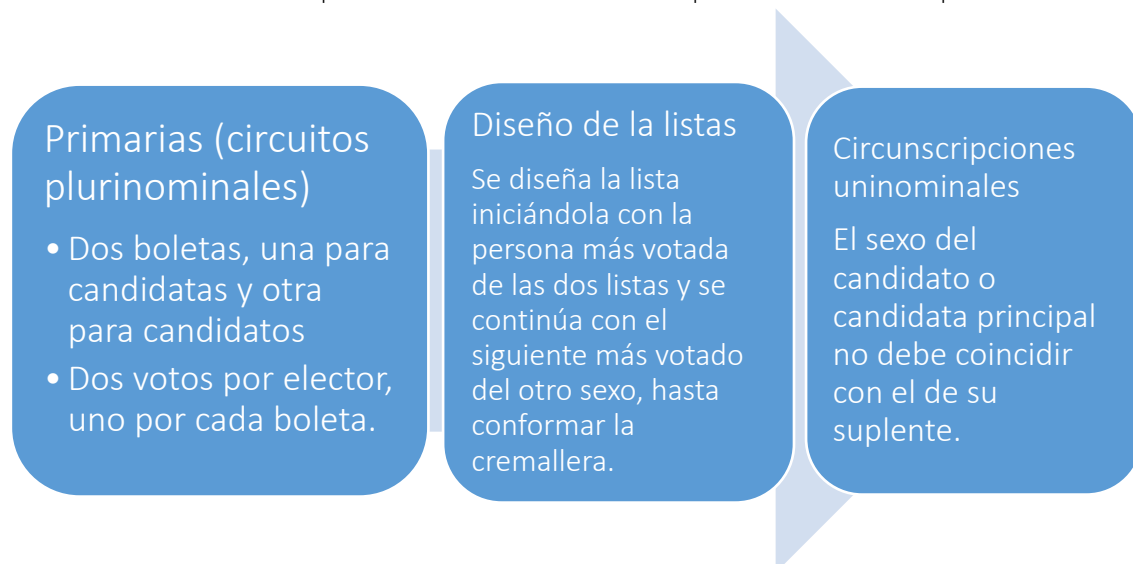 Primarias (circuitos
plurinominales)
• Dos boletas, una para
candidatas y otra
para candidatos
• Dos votos por elector,
uno por cada boleta.
Diseño de la listas
Se diseña la lista
iniciándola con la
persona más votada
de las dos listas y se
continúa con el
siguiente más votado
del otro sexo, hasta
conformar la
cremallera.
Circunscripciones
uninominales
El sexo del
candidato o
candidata principal
no debe coincidir
con el de su
suplente.